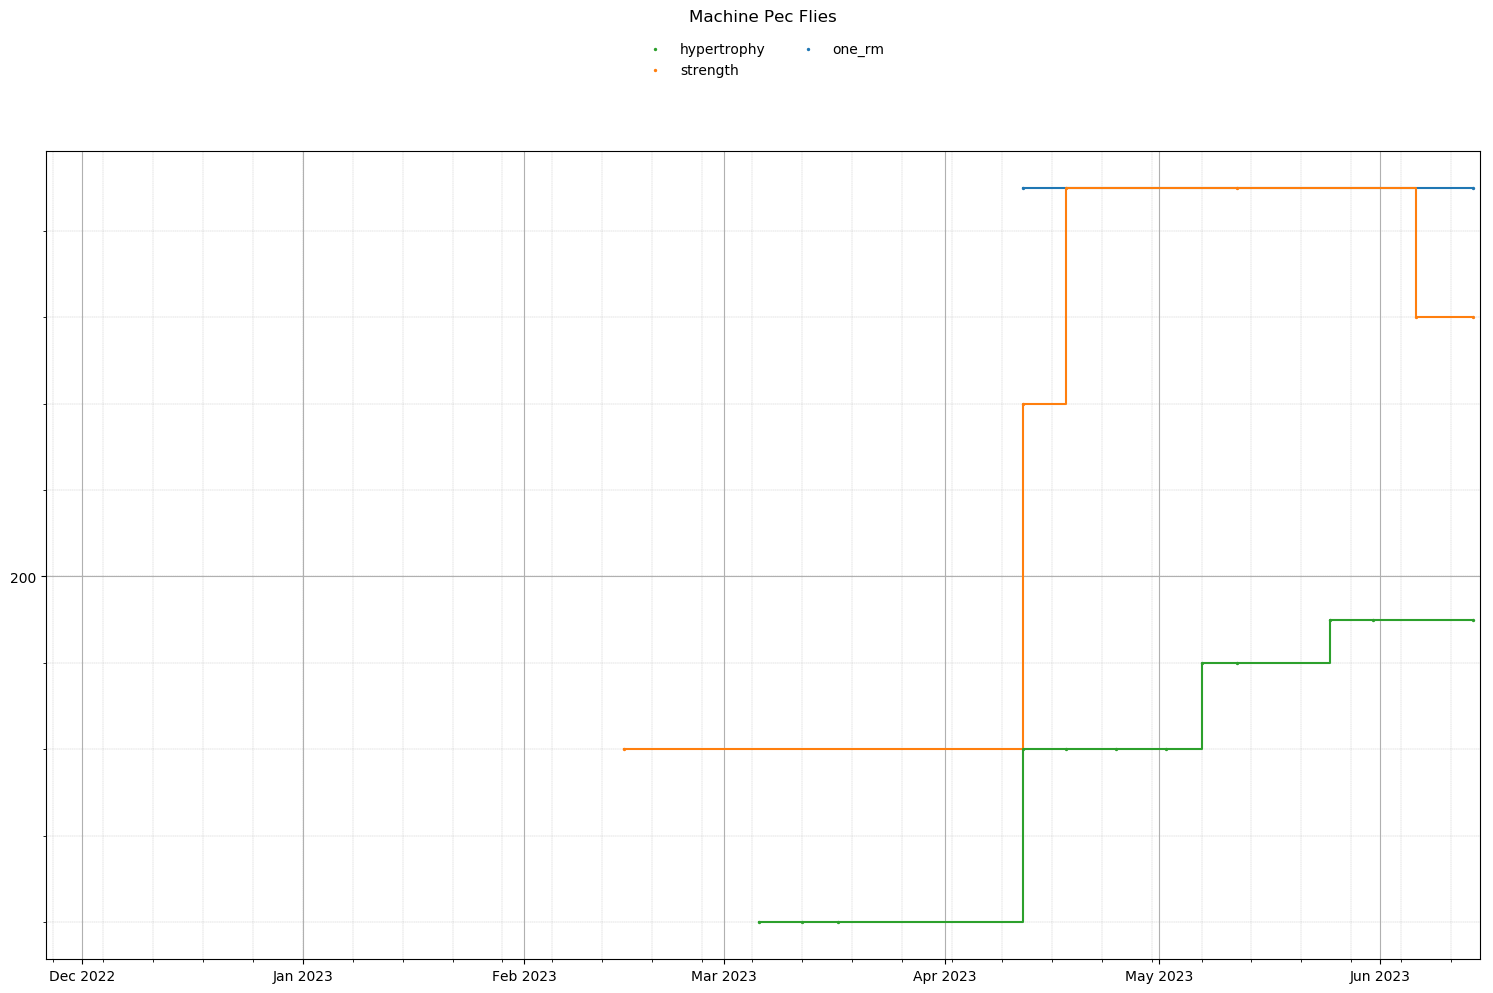 Machine Pec Flies
hypertrophy
one_rm
strength
200
Dec 2022
Jan 2023
Feb 2023
Mar 2023
Apr 2023
May 2023
Jun 2023